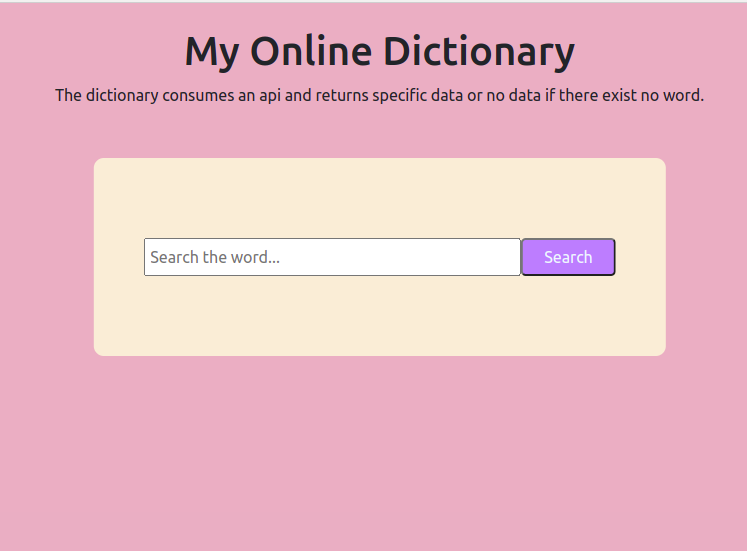 My Online Dictionary
The dictionary consumes an api and returns specific data or no data if there exist no word.
Search the word...
Search